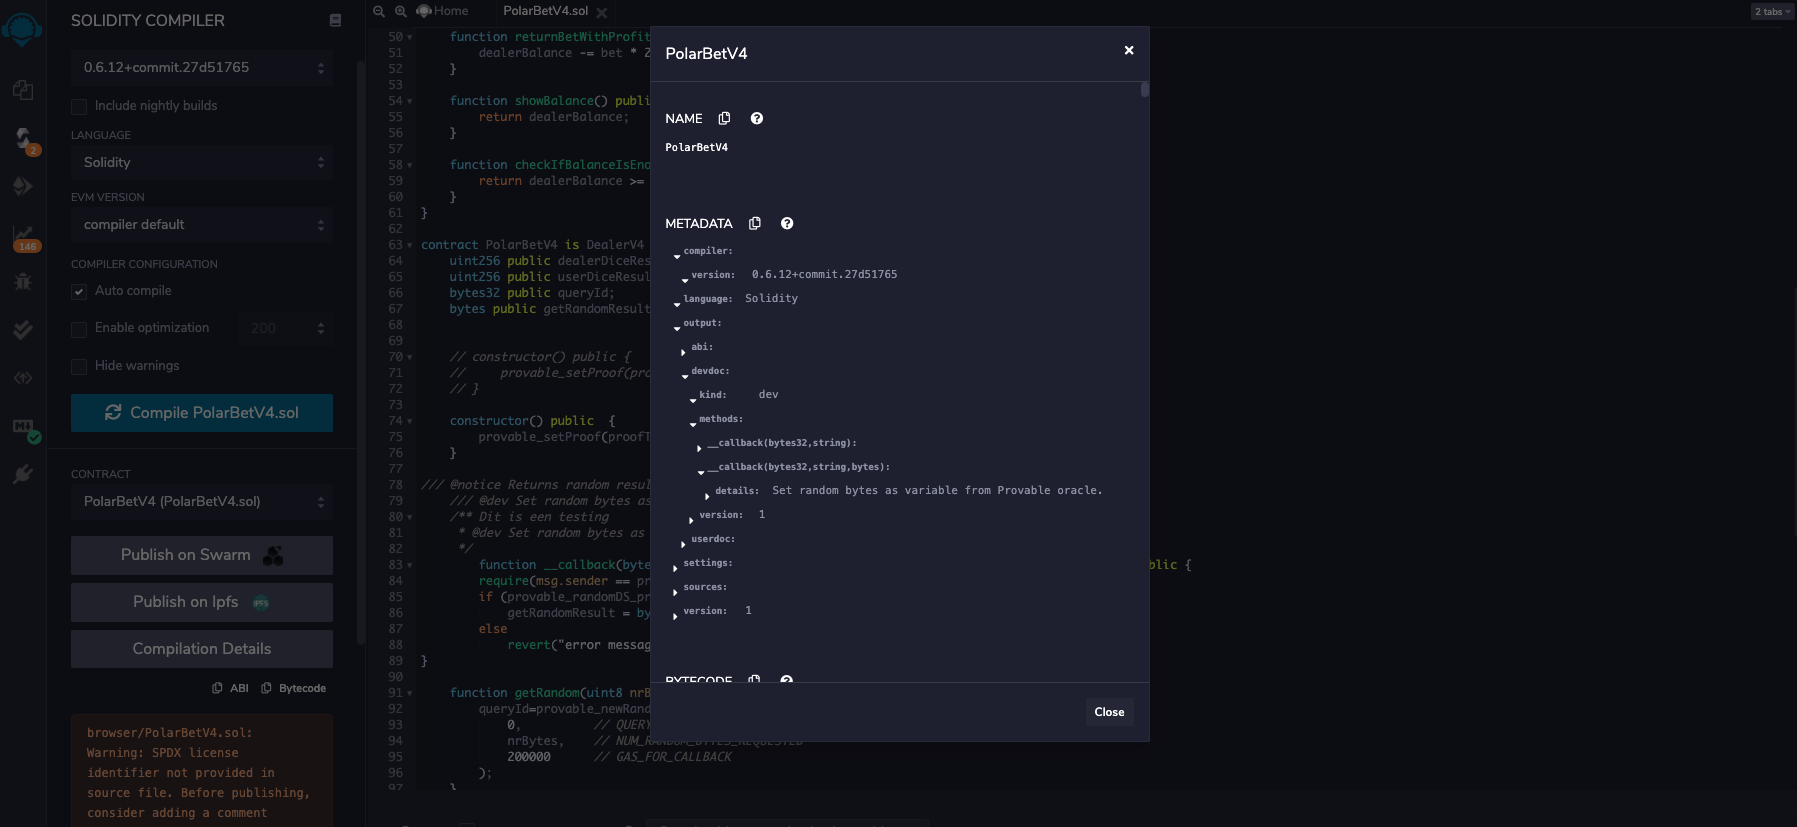 SOLIDITY COMPILER
0.6.12+commit.27d51765
Include nightly builds
LANGUAGE
Solidity
EVM VERSION
compiler default
COMPILER CONFIGURATION
Auto compile
Enable optimization 200
Hide warnings
Compile PolarBetV4.sol
CONTRACT
PolarBetV4 (PolarBetV4.sol)
Publish on Swarm
Publish on Ipfs IPFS
Compilation Details
ABI Bytecode
browser/PolarBetV4.sol:
Warning: SPDX license
identifier not provided in
source file. Before publishing,
consider adding a comment
2
146
M
Home PolarBetV4.sol
2 tabs
50 function returnBetWithProfit
51 dealerBalance -= bet * 2
52 }
53
54 function showBalance() publi
55 return dealerBalance;
56 }
57
58 function checkIfBalanceIsEno
59 return dealerBalance >=
60 }
61 }
62
63 contract PolarBetV4 is DealerV4
64 uint256 public dealerDiceRes
65 uint256 public userDiceResul
66 bytes32 public queryId;
67 bytes public getRandomResult
68
69
70 // constructor() public {
71 // provable_setProof(pro
72 // }
73
74 constructor() public {
75 provable_setProof(proofT
76 }
77
78 /// @notice Returns random resul
79 /// @dev Set random bytes as
80 /** Dit is een testing
81 * @dev Set random bytes as
82 */
83 function __callback(byte blic {
84 require(msg.sender == pr
85 if (provable_randomDS_pr
86 getRandomResult = by
87 else
88 revert("error messag
89 }
90
91 function getRandom(uint8 nrB
92 queryId=provable_newRand
93 0, // QUERY
94 nrBytes, // NUM_RANDOM_BYTES_REQUESTED
95 200000 // GAS_FOR_CALLBACK
96 );
97 }
PolarBetV4
NAME
PolarBetV4
METADATA
compiler:
version: 0.6.12+commit.27d51765
language: Solidity
output:
abi:
devdoc:
kind: dev
methods:
__callback(bytes32,string):
__callback(bytes32,string,bytes):
details: Set random bytes as variable from Provable oracle.
version: 1
userdoc:
settings:
sources:
version: 1
BYTECODE
Close